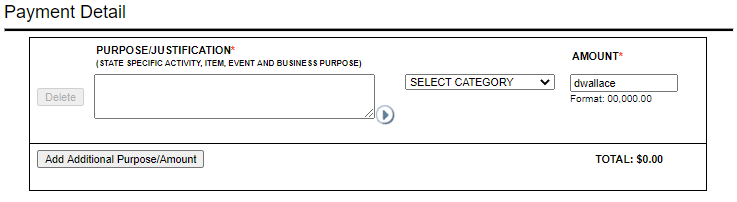 Payment Detail
PURPOSE/JUSTIFICATION*
(STATE SPECIFIC ACTIVITY, ITEM, EVENT AND BUSINESS PURPOSE)
AMOUNT*
Delete
SELECT CATEGORY
dwallace
Format: 00,000.00
Add Additional Purpose/Amount
TOTAL: $0.00